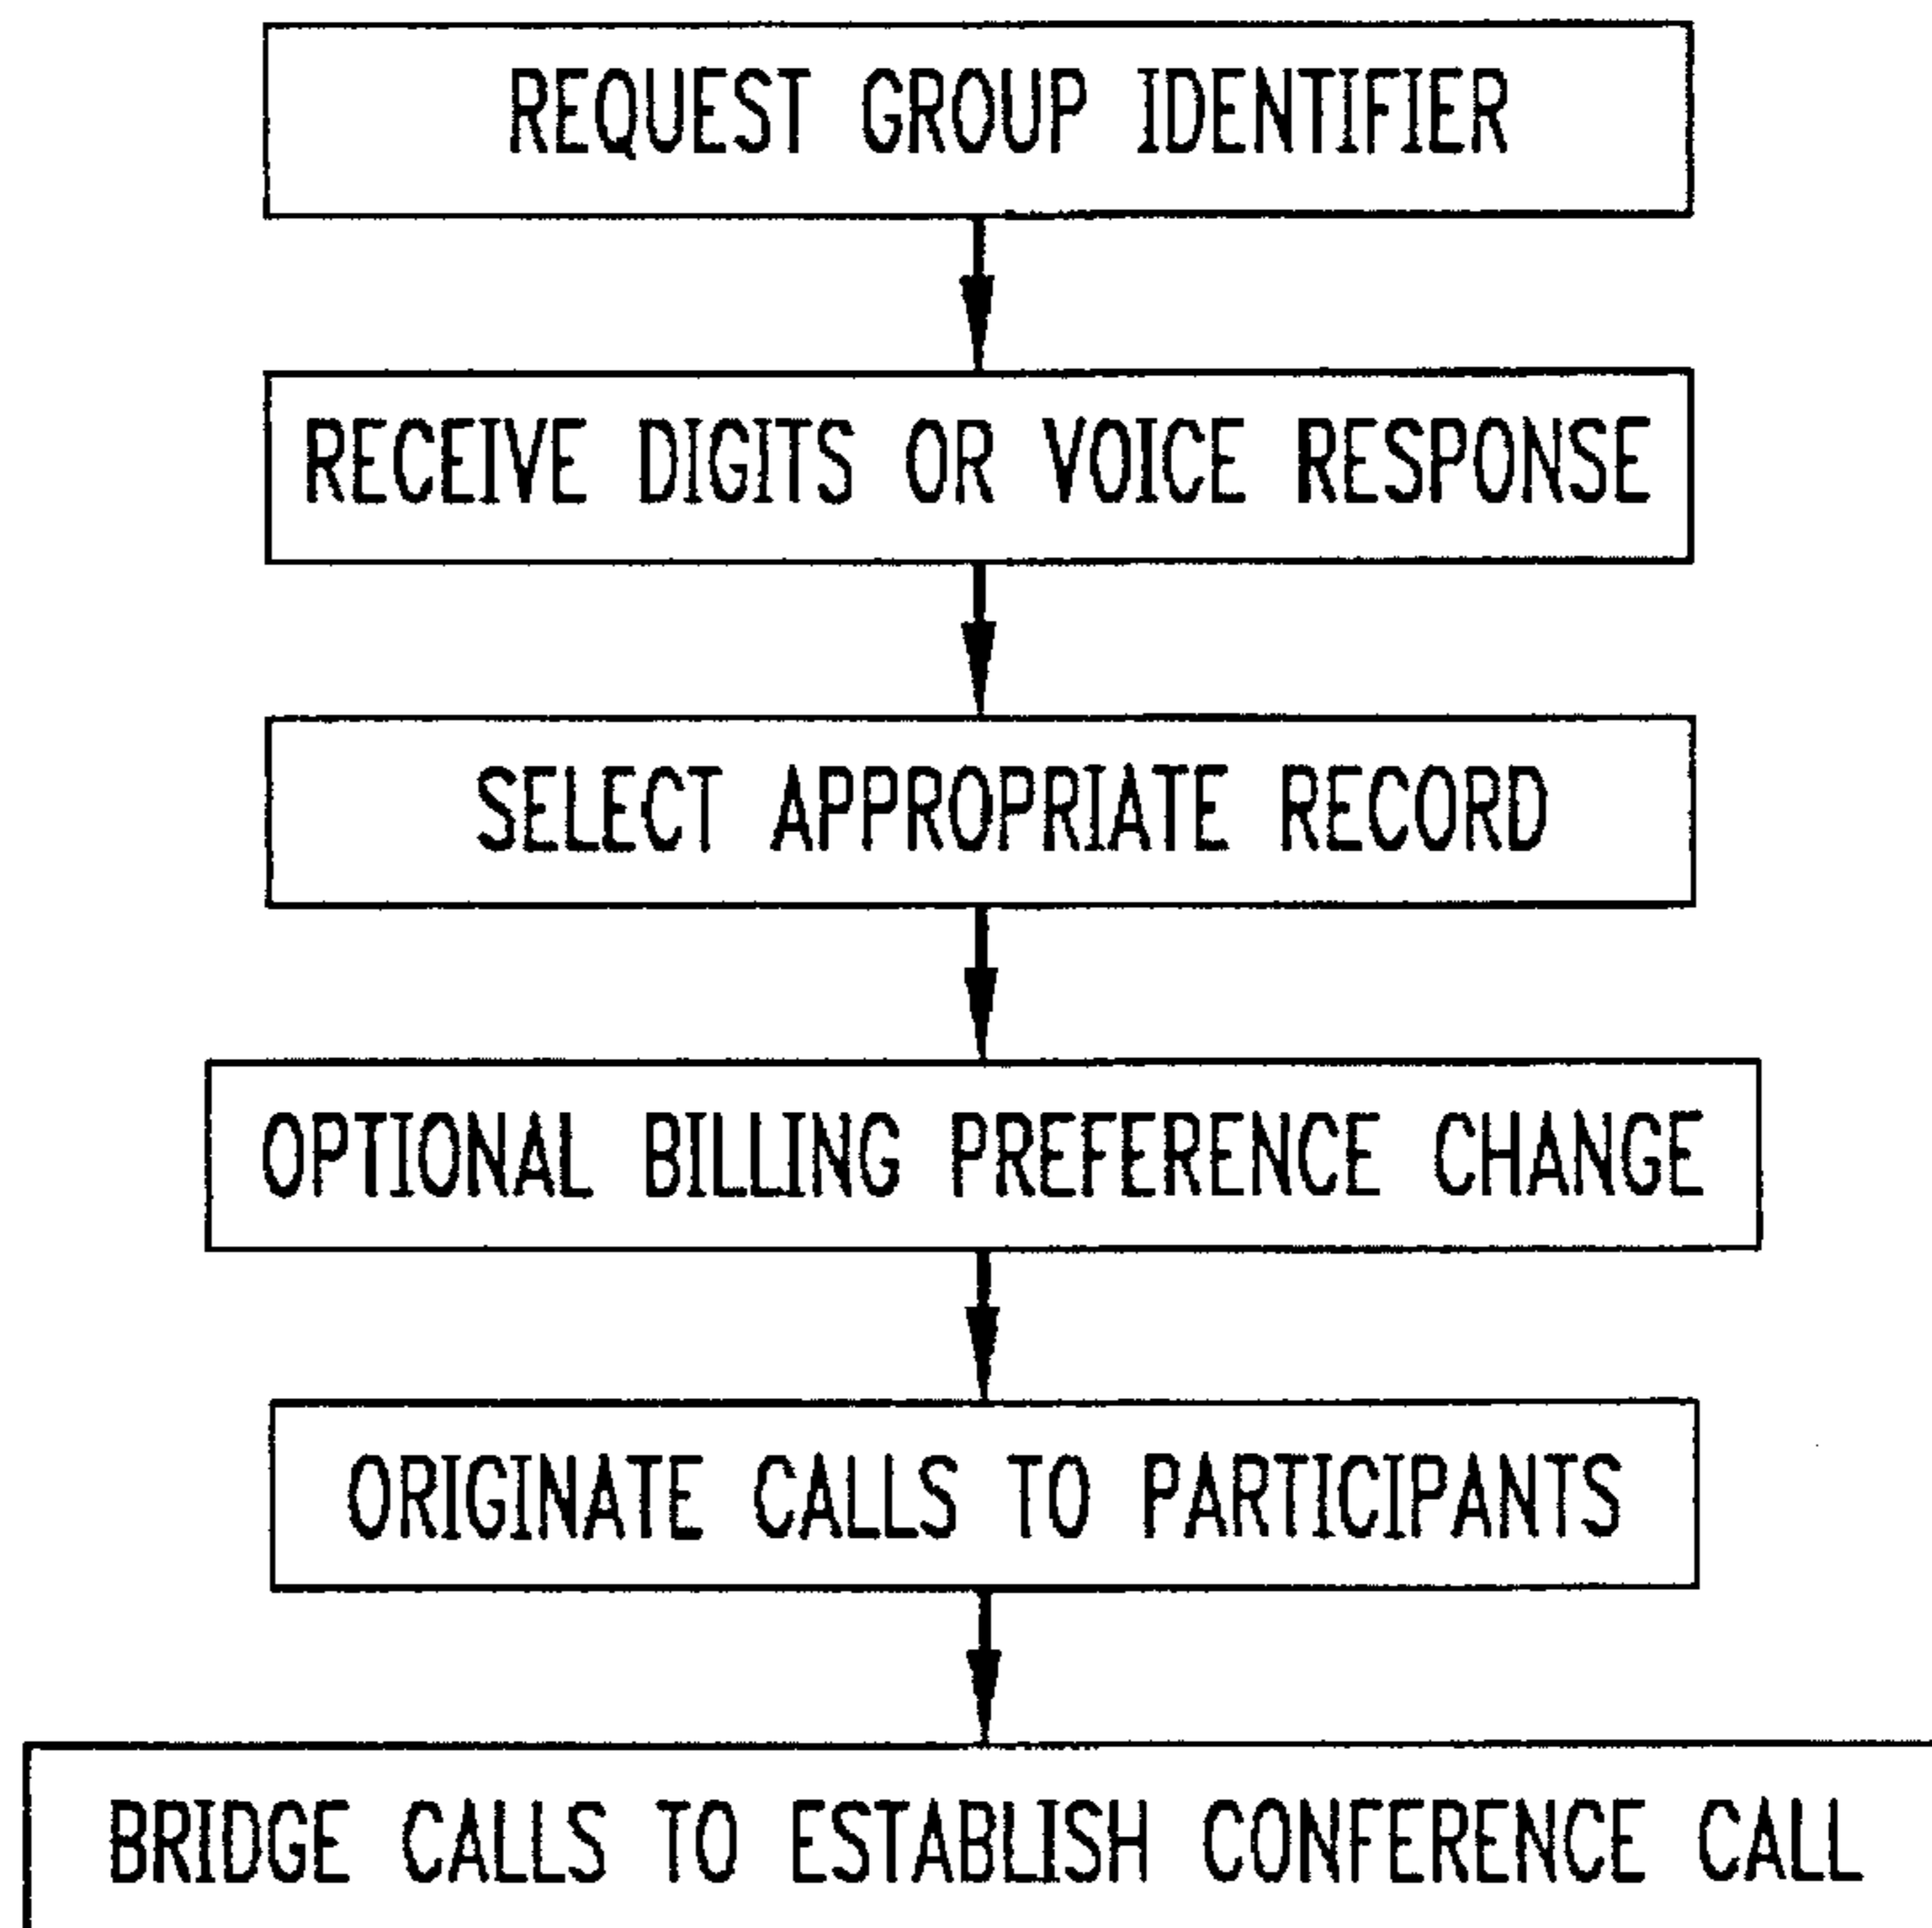 REQUEST GROUP IDENTIFIER
RECEIVE DIGITS OR VOICE RESPONSE
SELECT APPROPRIATE RECORD
OPTIONAL BILLING PREFERENCE CHANGE
ORIGINATE CALLS TO PARTICIPANTS
BRIDGE CALLS TO ESTABLISH CONFERENCE CALL